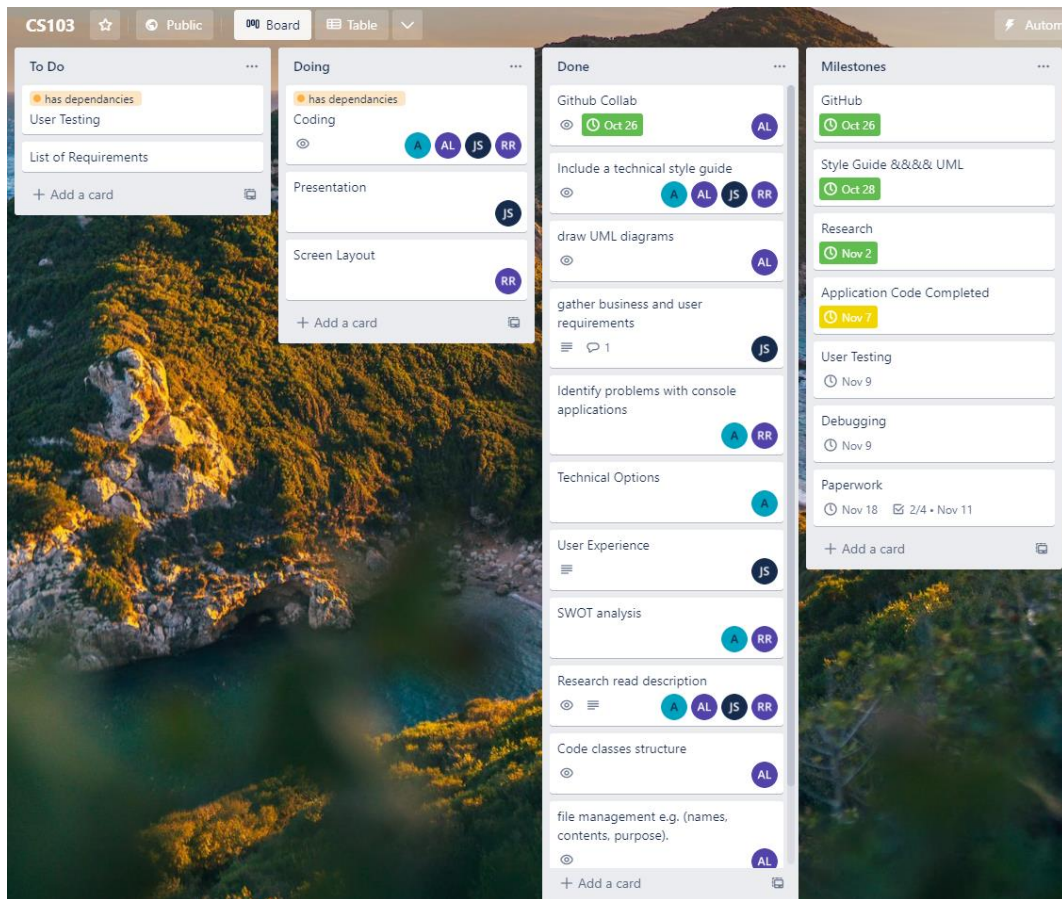 CS103
Public
Board
Table
Autom
To Do
has dependancies
User Testing
List of Requirements
+ Add a card
Doing
has dependancies
Coding
A AL JS RR
Presentation
JS
Screen Layout
RR
+ Add a card
Done
Github Collab
Oct 26
AL
Include a technical style guide
A AL JS RR
draw UML diagrams
AL
gather business and user
requirements
1
JS
Identify problems with console
applications
A RR
Technical Options
A
User Experience
JS
SWOT analysis
A RR
Research read description
A AL JS RR
Code classes structure
AL
file management e.g. (names,
contents, purpose).
AL
+ Add a card
Milestones
GitHub
Oct 26
Style Guide &&&& UML
Oct 28
Research
Nov 2
Application Code Completed
Nov 7
User Testing
Nov 9
Debugging
Nov 9
Paperwork
Nov 18 2/4 • Nov 11
+ Add a card